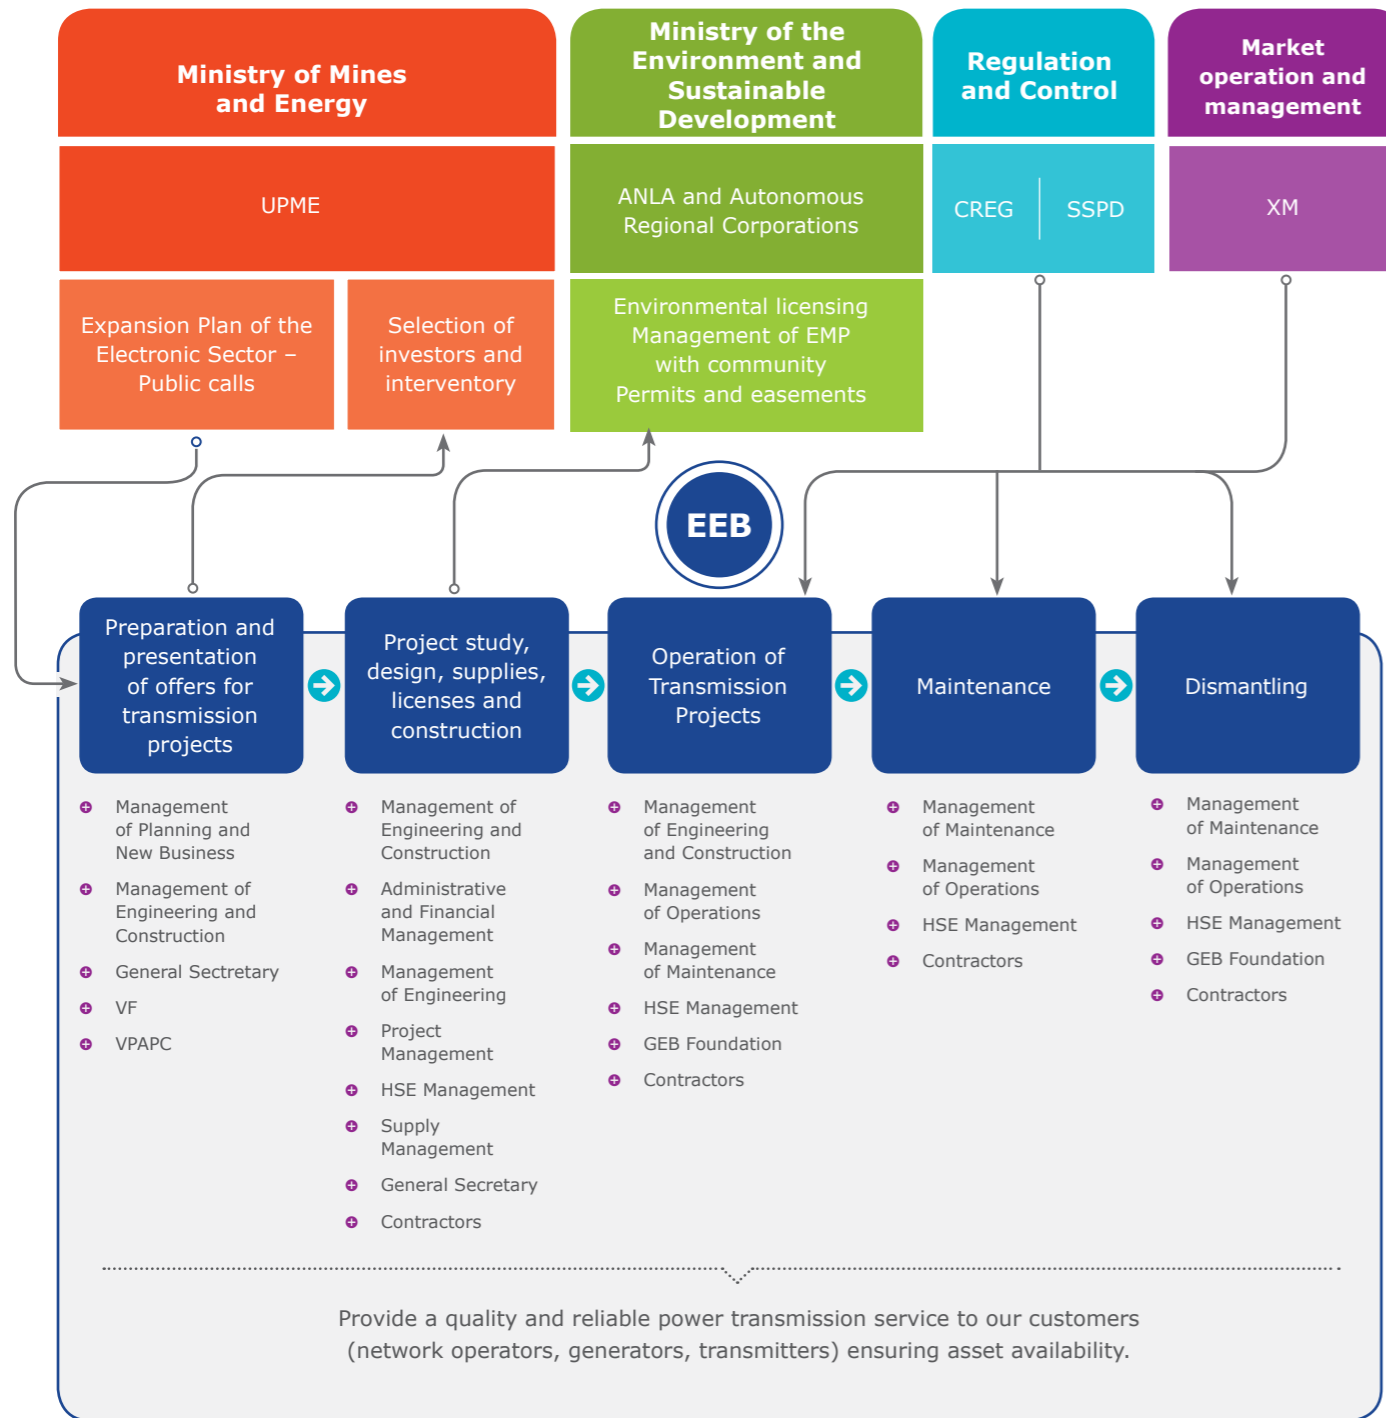 Ministry of Mines
and Energy
Ministry of the
Environment and
Sustainable
Development
Regulation
and Control
Market
operation and
management
UPME
ANLA and Autonomous
Regional Corporations
CREG
SSPD
XM
Expansion Plan of the
Electronic Sector –
Public calls
Selection of
investors and
interventory
Environmental licensing
Management of EMP
with community
Permits and easements
EEB
Preparation and
presentation
of offers for
transmission
projects
Project study,
design, supplies,
licenses and
construction
Operation of
Transmission
Projects
Maintenance
Dismantling
Management
of Planning and
New Business
Management of
Engineering and
Construction
General Sectretary
VF
VPAPC
Management of
Engineering and
Construction
Administrative
and Financial
Management
Management
of Engineering
Project
Management
HSE Management
Supply
Management
General Secretary
Contractors
Management
of Engineering
and Construction
Management
of Operations
Management
of Maintenance
HSE Management
GEB Foundation
Contractors
Management
of Maintenance
Management
of Operations
HSE Management
Contractors
Management
of Maintenance
Management
of Operations
HSE Management
GEB Foundation
Contractors
Provide a quality and reliable power transmission service to our customers
(network operators, generators, transmitters) ensuring asset availability.